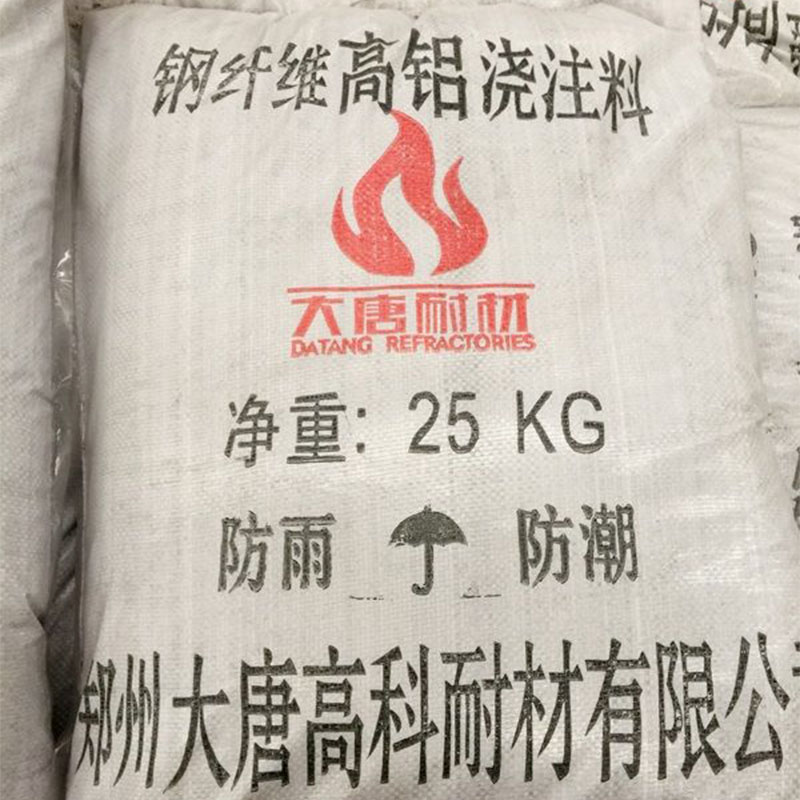 钢纤维高铝浇注料
大唐耐材
DATANG REFRACTORIES
净重: 25 KG
防雨 防潮
郑州大唐高科耐材有限公